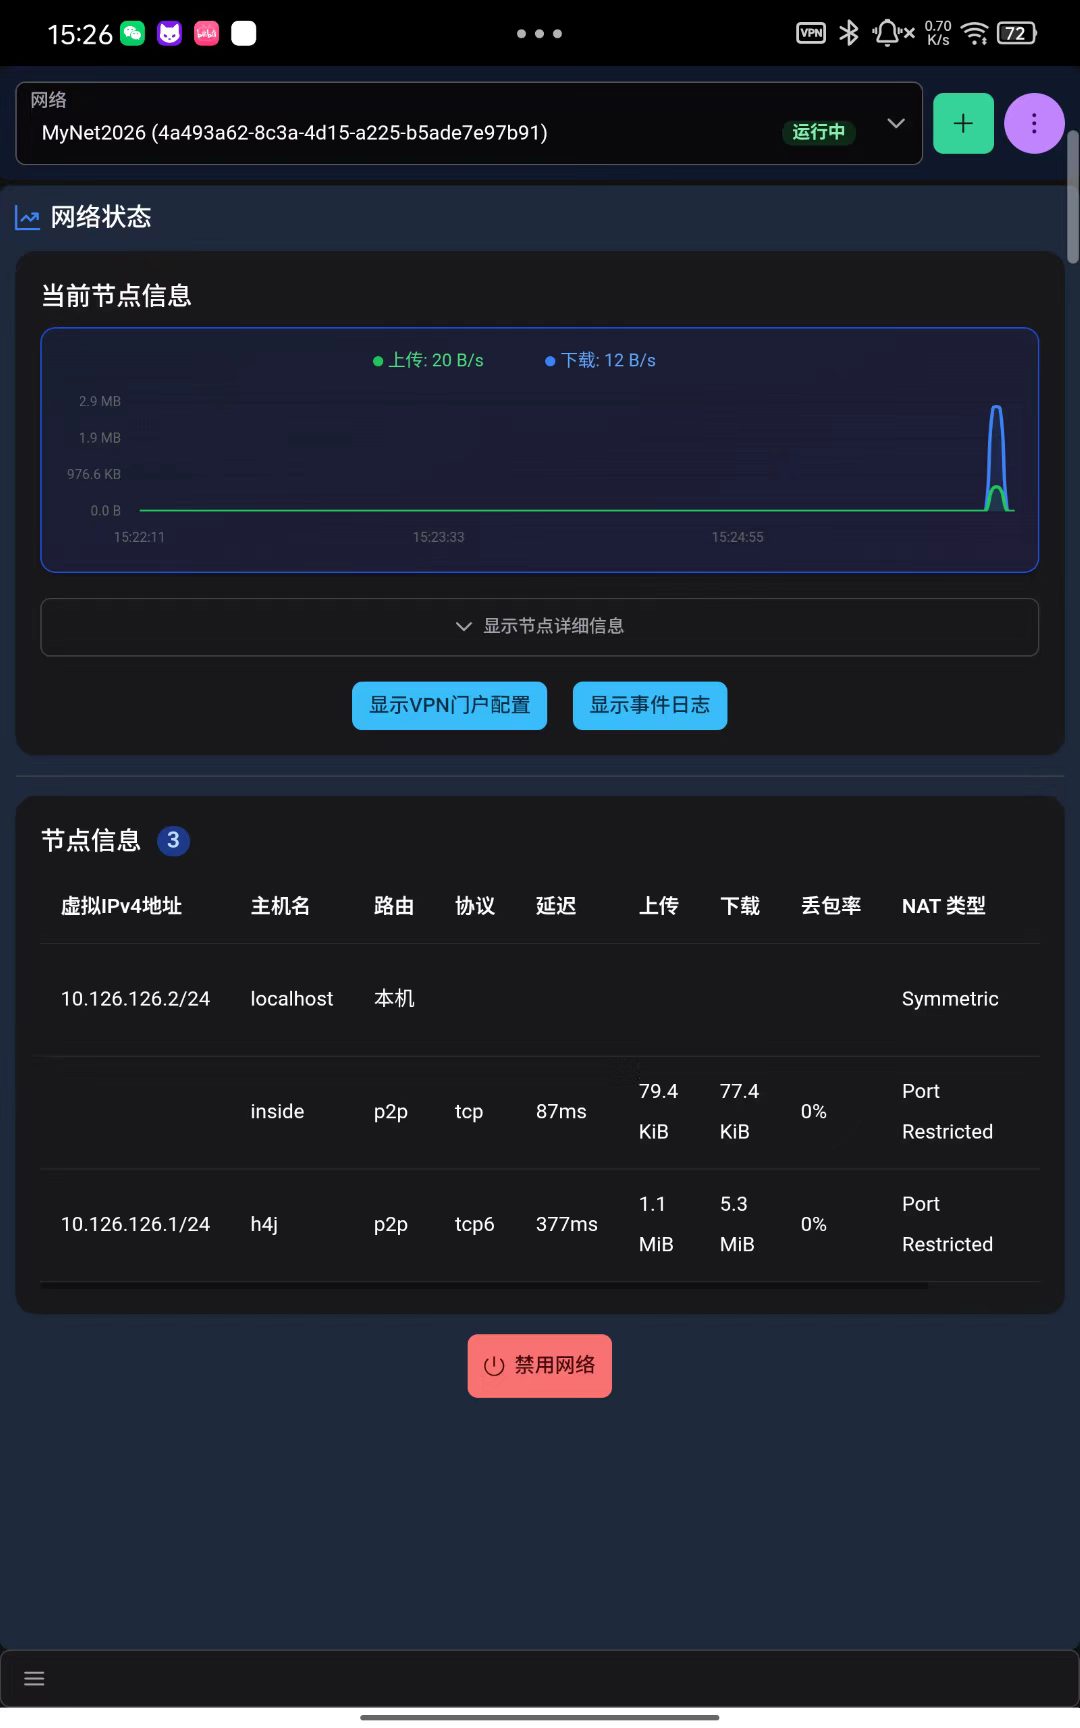 15:26
VPN
0.70
K/s
72
网络
MyNet2026 (4a493a62-8c3a-4d15-a225-b5ade7e97b91)
运行中
网络状态
当前节点信息
上传: 20 B/s
下载: 12 B/s
2.9 MB
1.9 MB
976.6 KB
0.0 B
15:22:11
15:23:33
15:24:55
显示节点详细信息
显示VPN门户配置
显示事件日志
节点信息 3
虚拟IPv4地址 主机名 路由 协议 延迟 上传 下载 丢包率 NAT 类型
10.126.126.2/24 localhost 本机 Symmetric
inside p2p tcp 87ms 79.4 KiB 77.4 KiB 0% Port Restricted
10.126.126.1/24 h4j p2p tcp6 377ms 1.1 MiB 5.3 MiB 0% Port Restricted
禁用网络